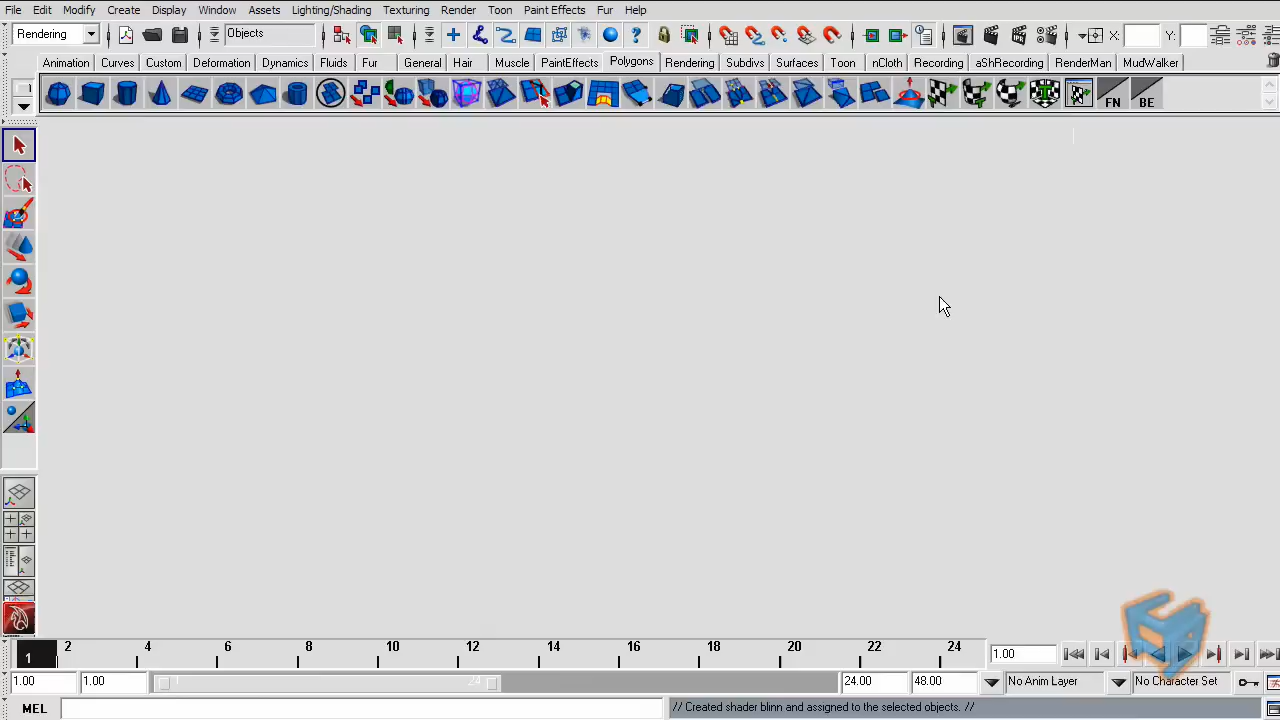 File Edit Modify Create Display Window Assets Lighting/Shading Texturing Render Toon Paint Effects Fur Help
Rendering Objects X: Y:
Animation Curves Custom Deformation Dynamics Fluids Fur General Hair Muscle PaintEffects Polygons Rendering Subdivs Surfaces Toon nCloth Recording aShRecording RenderMan MudWalker
FN BE
2 4 6 8 10 12 14 16 18 20 22 24
1 1.00
1.00 1.00 1 24 24.00 48.00 No Anim Layer No Character Set
MEL // Created shader blinn and assigned to the selected objects. //